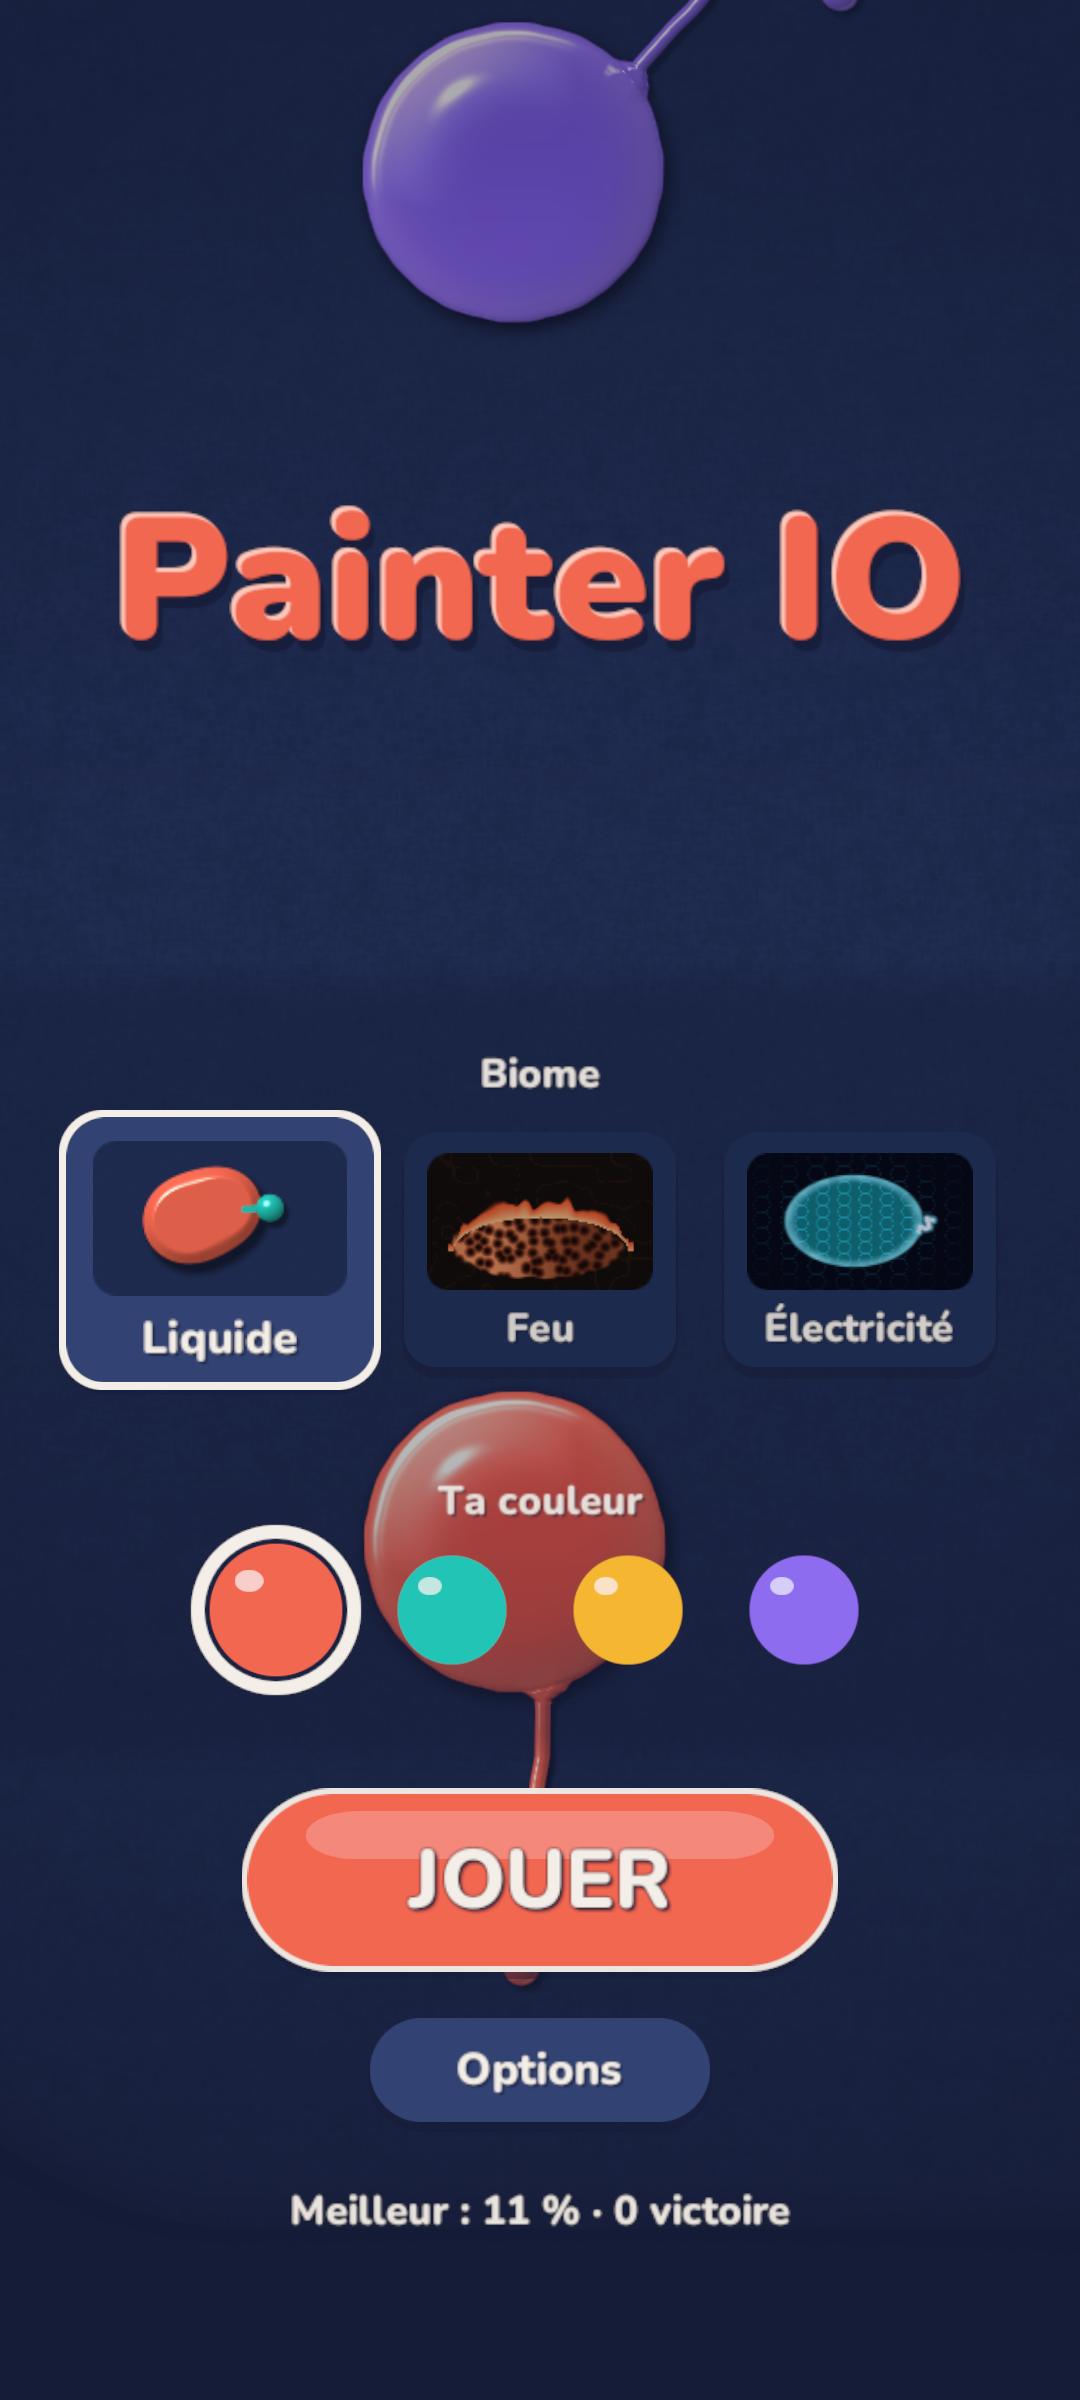 Painter IO
Biome
Liquide
Feu
Électricité
Ta couleur
JOUER
Options
Meilleur : 11 % · 0 victoire